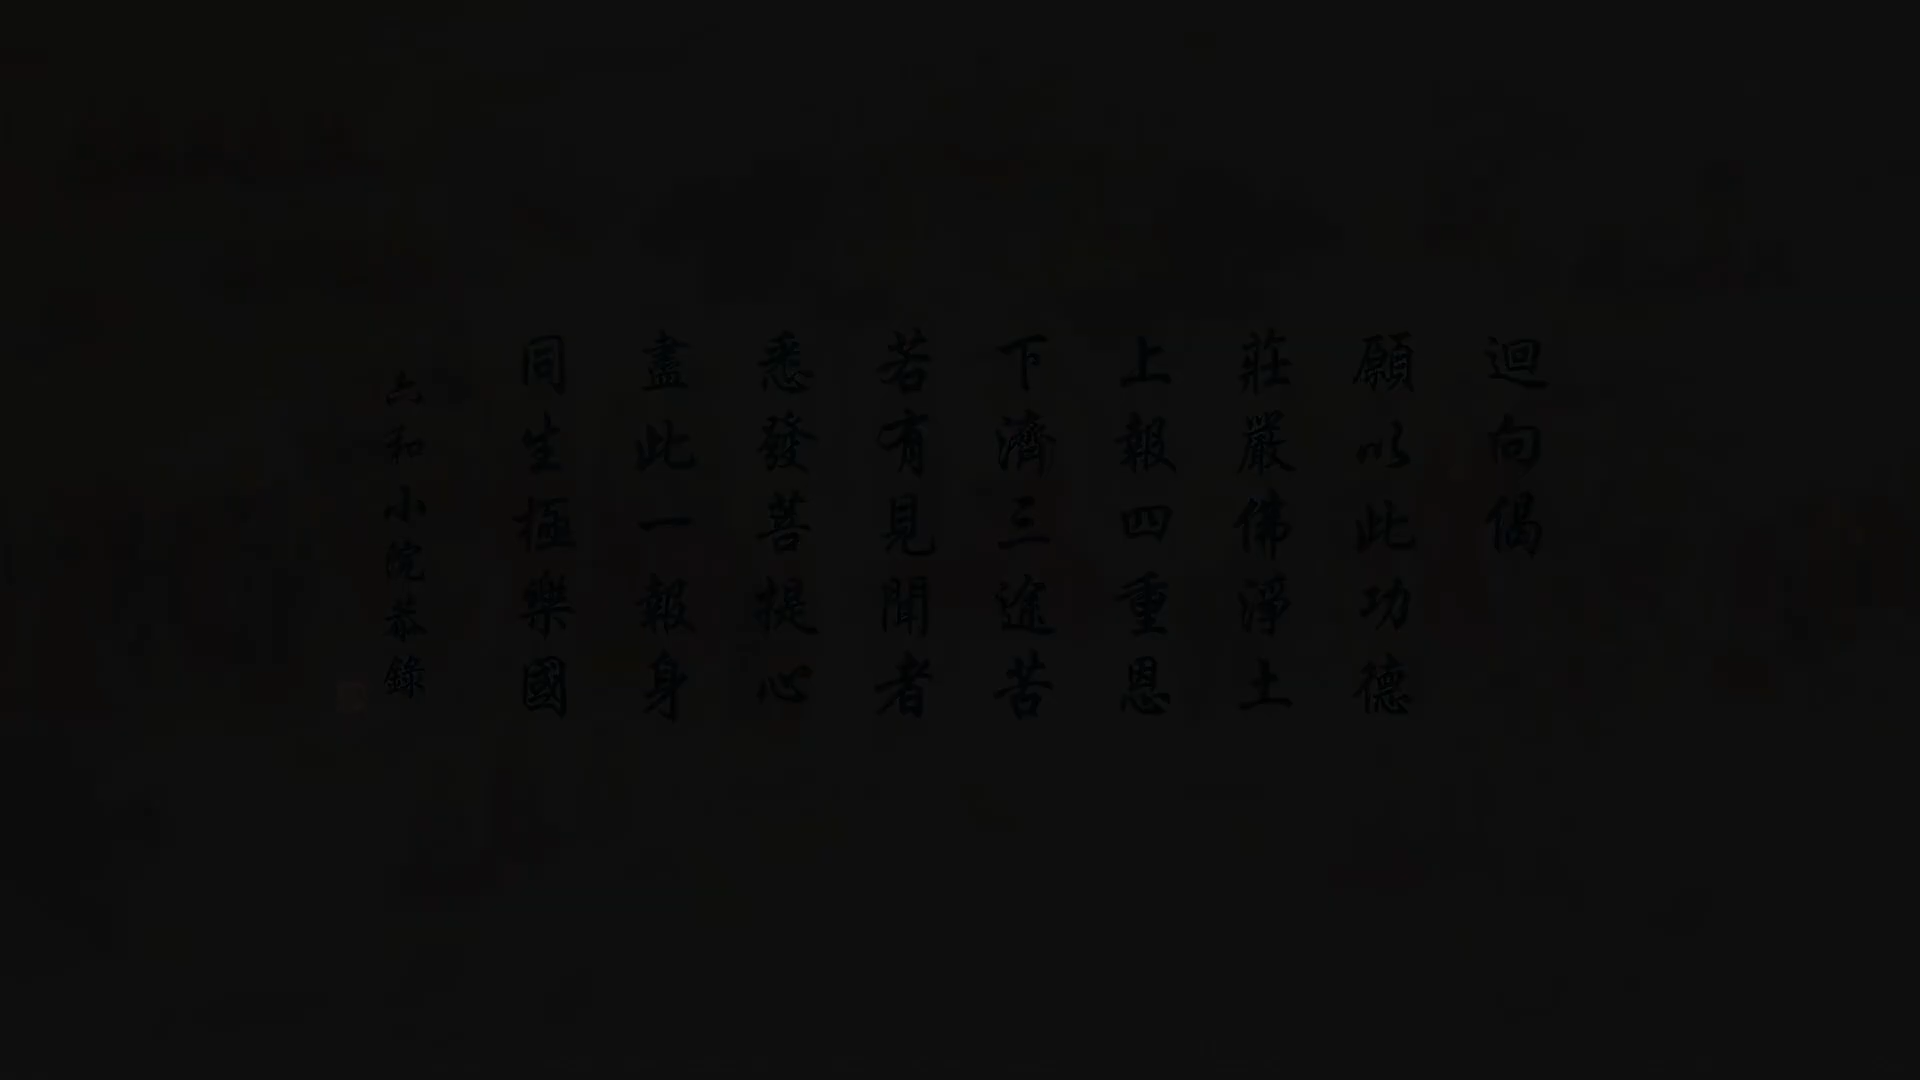 迴向偈
願以此功德
莊嚴佛淨土
上報四重恩
下濟三途苦
若有見聞者
悉發菩提心
盡此一報身
同生極樂國
六和小院恭錄